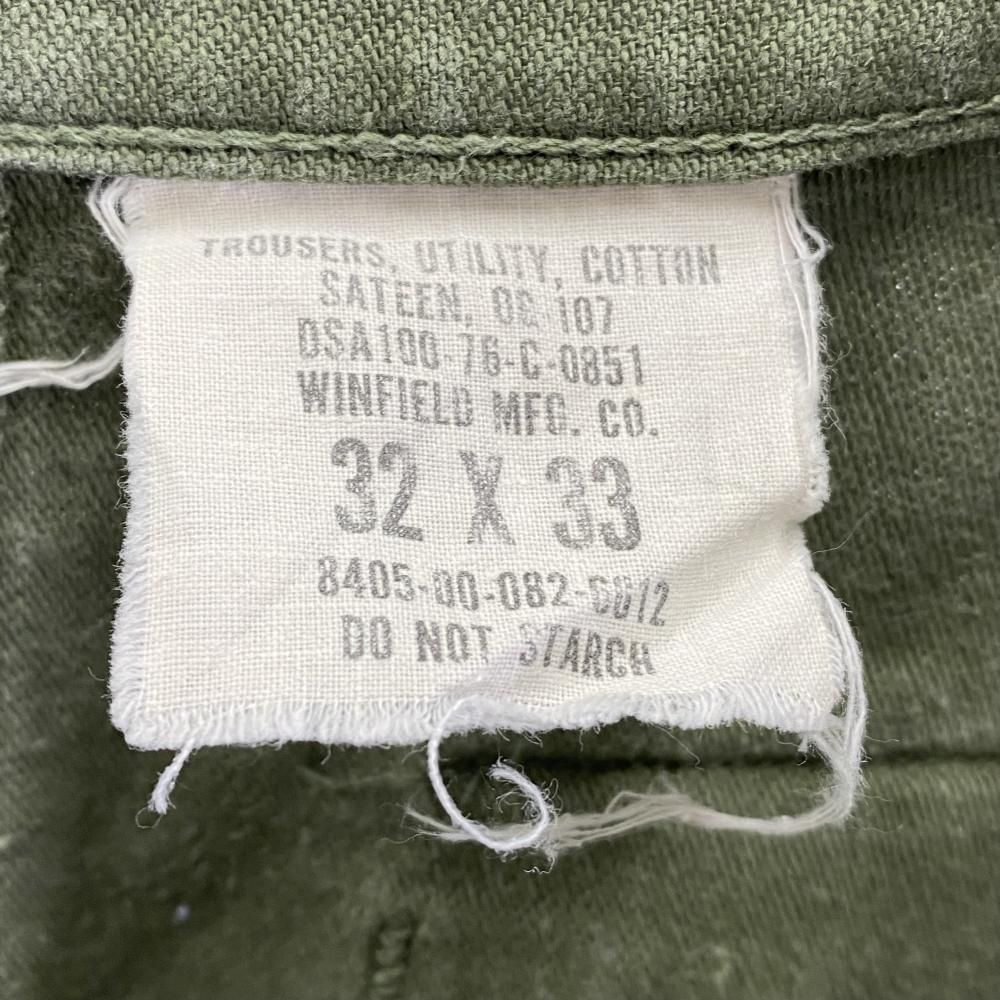 TROUSERS, UTILITY, COTTON
SATEEN, OG 107
DSA100-76-C-0851
WINFIELD MFG. CO.
32 X 33
8405-00-082-6612
DO NOT STARCH